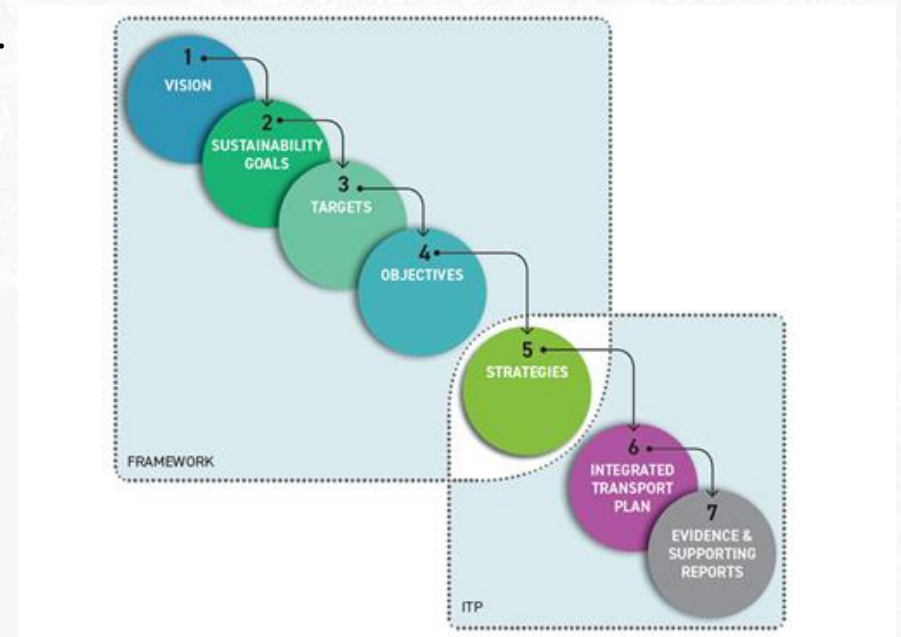 1
VISION
2
SUSTAINABILITY
GOALS
3
TARGETS
4
OBJECTIVES
5
STRATEGIES
FRAMEWORK
6
INTEGRATED
TRANSPORT
PLAN
7
EVIDENCE &
SUPPORTING
REPORTS
ITP